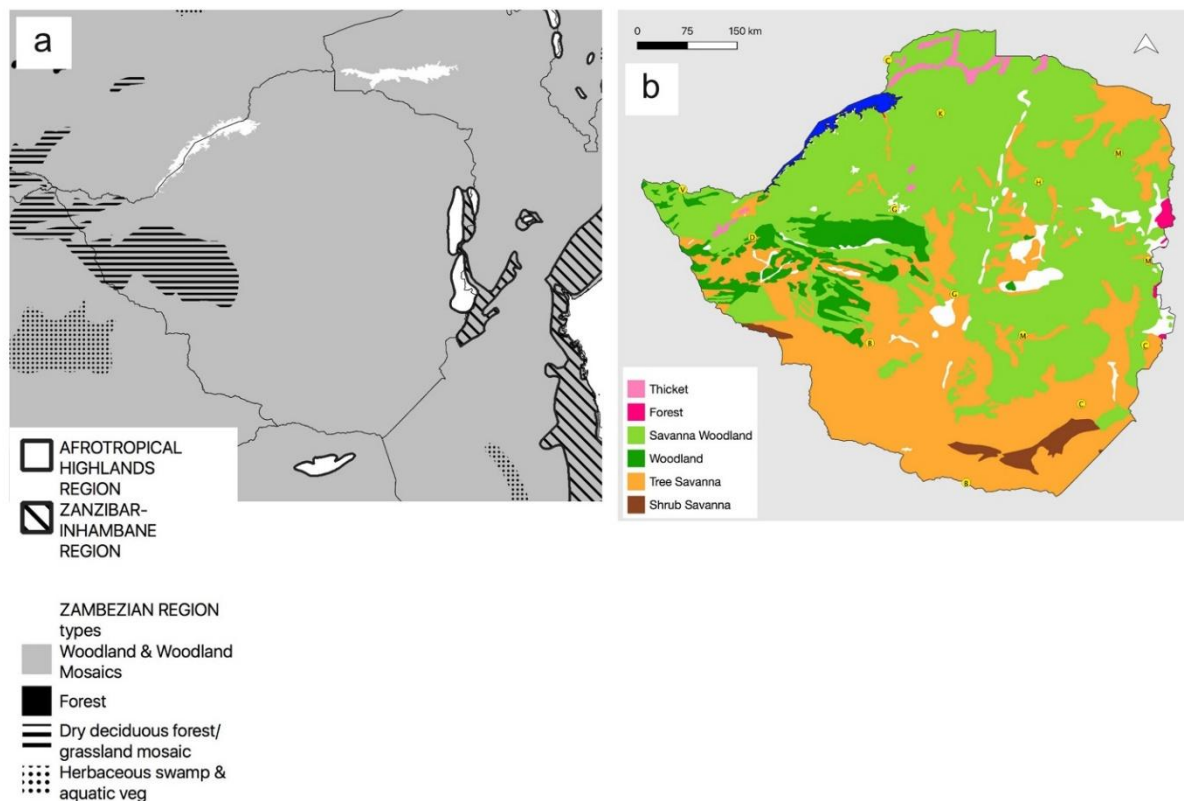 a
AFROTROPICAL
HIGHLANDS
REGION
ZANZIBAR-
INHAMBANE
REGION
ZAMBEZIAN REGION
types
Woodland & Woodland
Mosaics
Forest
Dry deciduous forest/
grassland mosaic
Herbaceous swamp &
aquatic veg
0 75 150 km
b
C
K
M
V
H
G
D
M
G
B
M
C
C
B
Thicket
Forest
Savanna Woodland
Woodland
Tree Savanna
Shrub Savanna